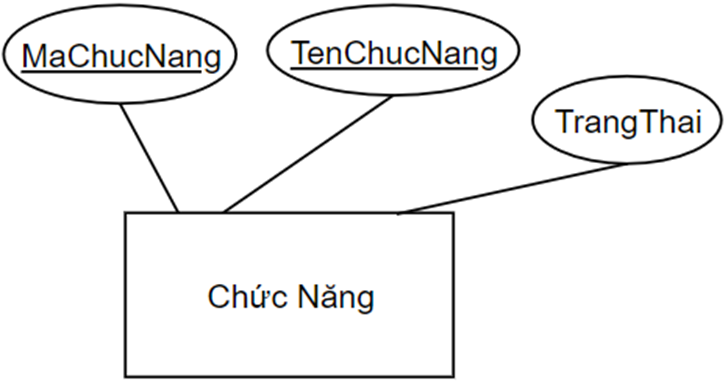 MaChucNang
TenChucNang
TrangThai
Chức Năng